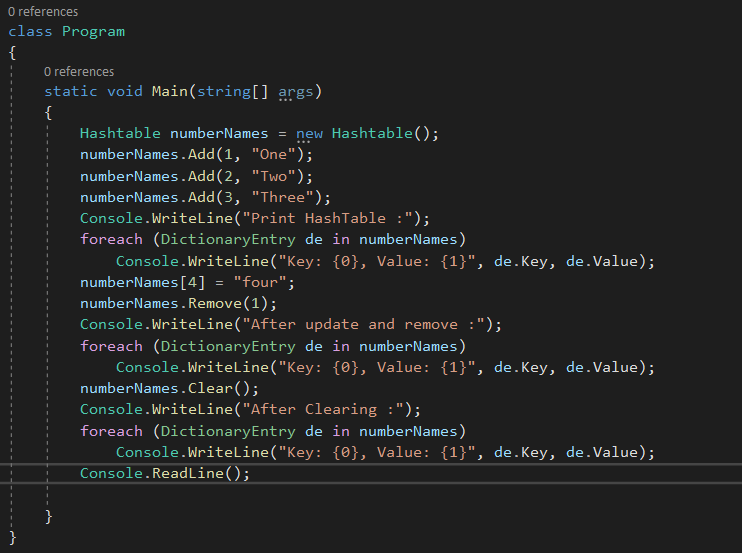 0 references
class Program
{
0 references
static void Main(string[] args)
{
Hashtable numberNames = new Hashtable();
numberNames.Add(1, "One");
numberNames.Add(2, "Two");
numberNames.Add(3, "Three");
Console.WriteLine("Print HashTable :");
foreach (DictionaryEntry de in numberNames)
Console.WriteLine("Key: {0}, Value: {1}", de.Key, de.Value);
numberNames[4] = "four";
numberNames.Remove(1);
Console.WriteLine("After update and remove :");
foreach (DictionaryEntry de in numberNames)
Console.WriteLine("Key: {0}, Value: {1}", de.Key, de.Value);
numberNames.Clear();
Console.WriteLine("After Clearing :");
foreach (DictionaryEntry de in numberNames)
Console.WriteLine("Key: {0}, Value: {1}", de.Key, de.Value);
Console.ReadLine();
}
}